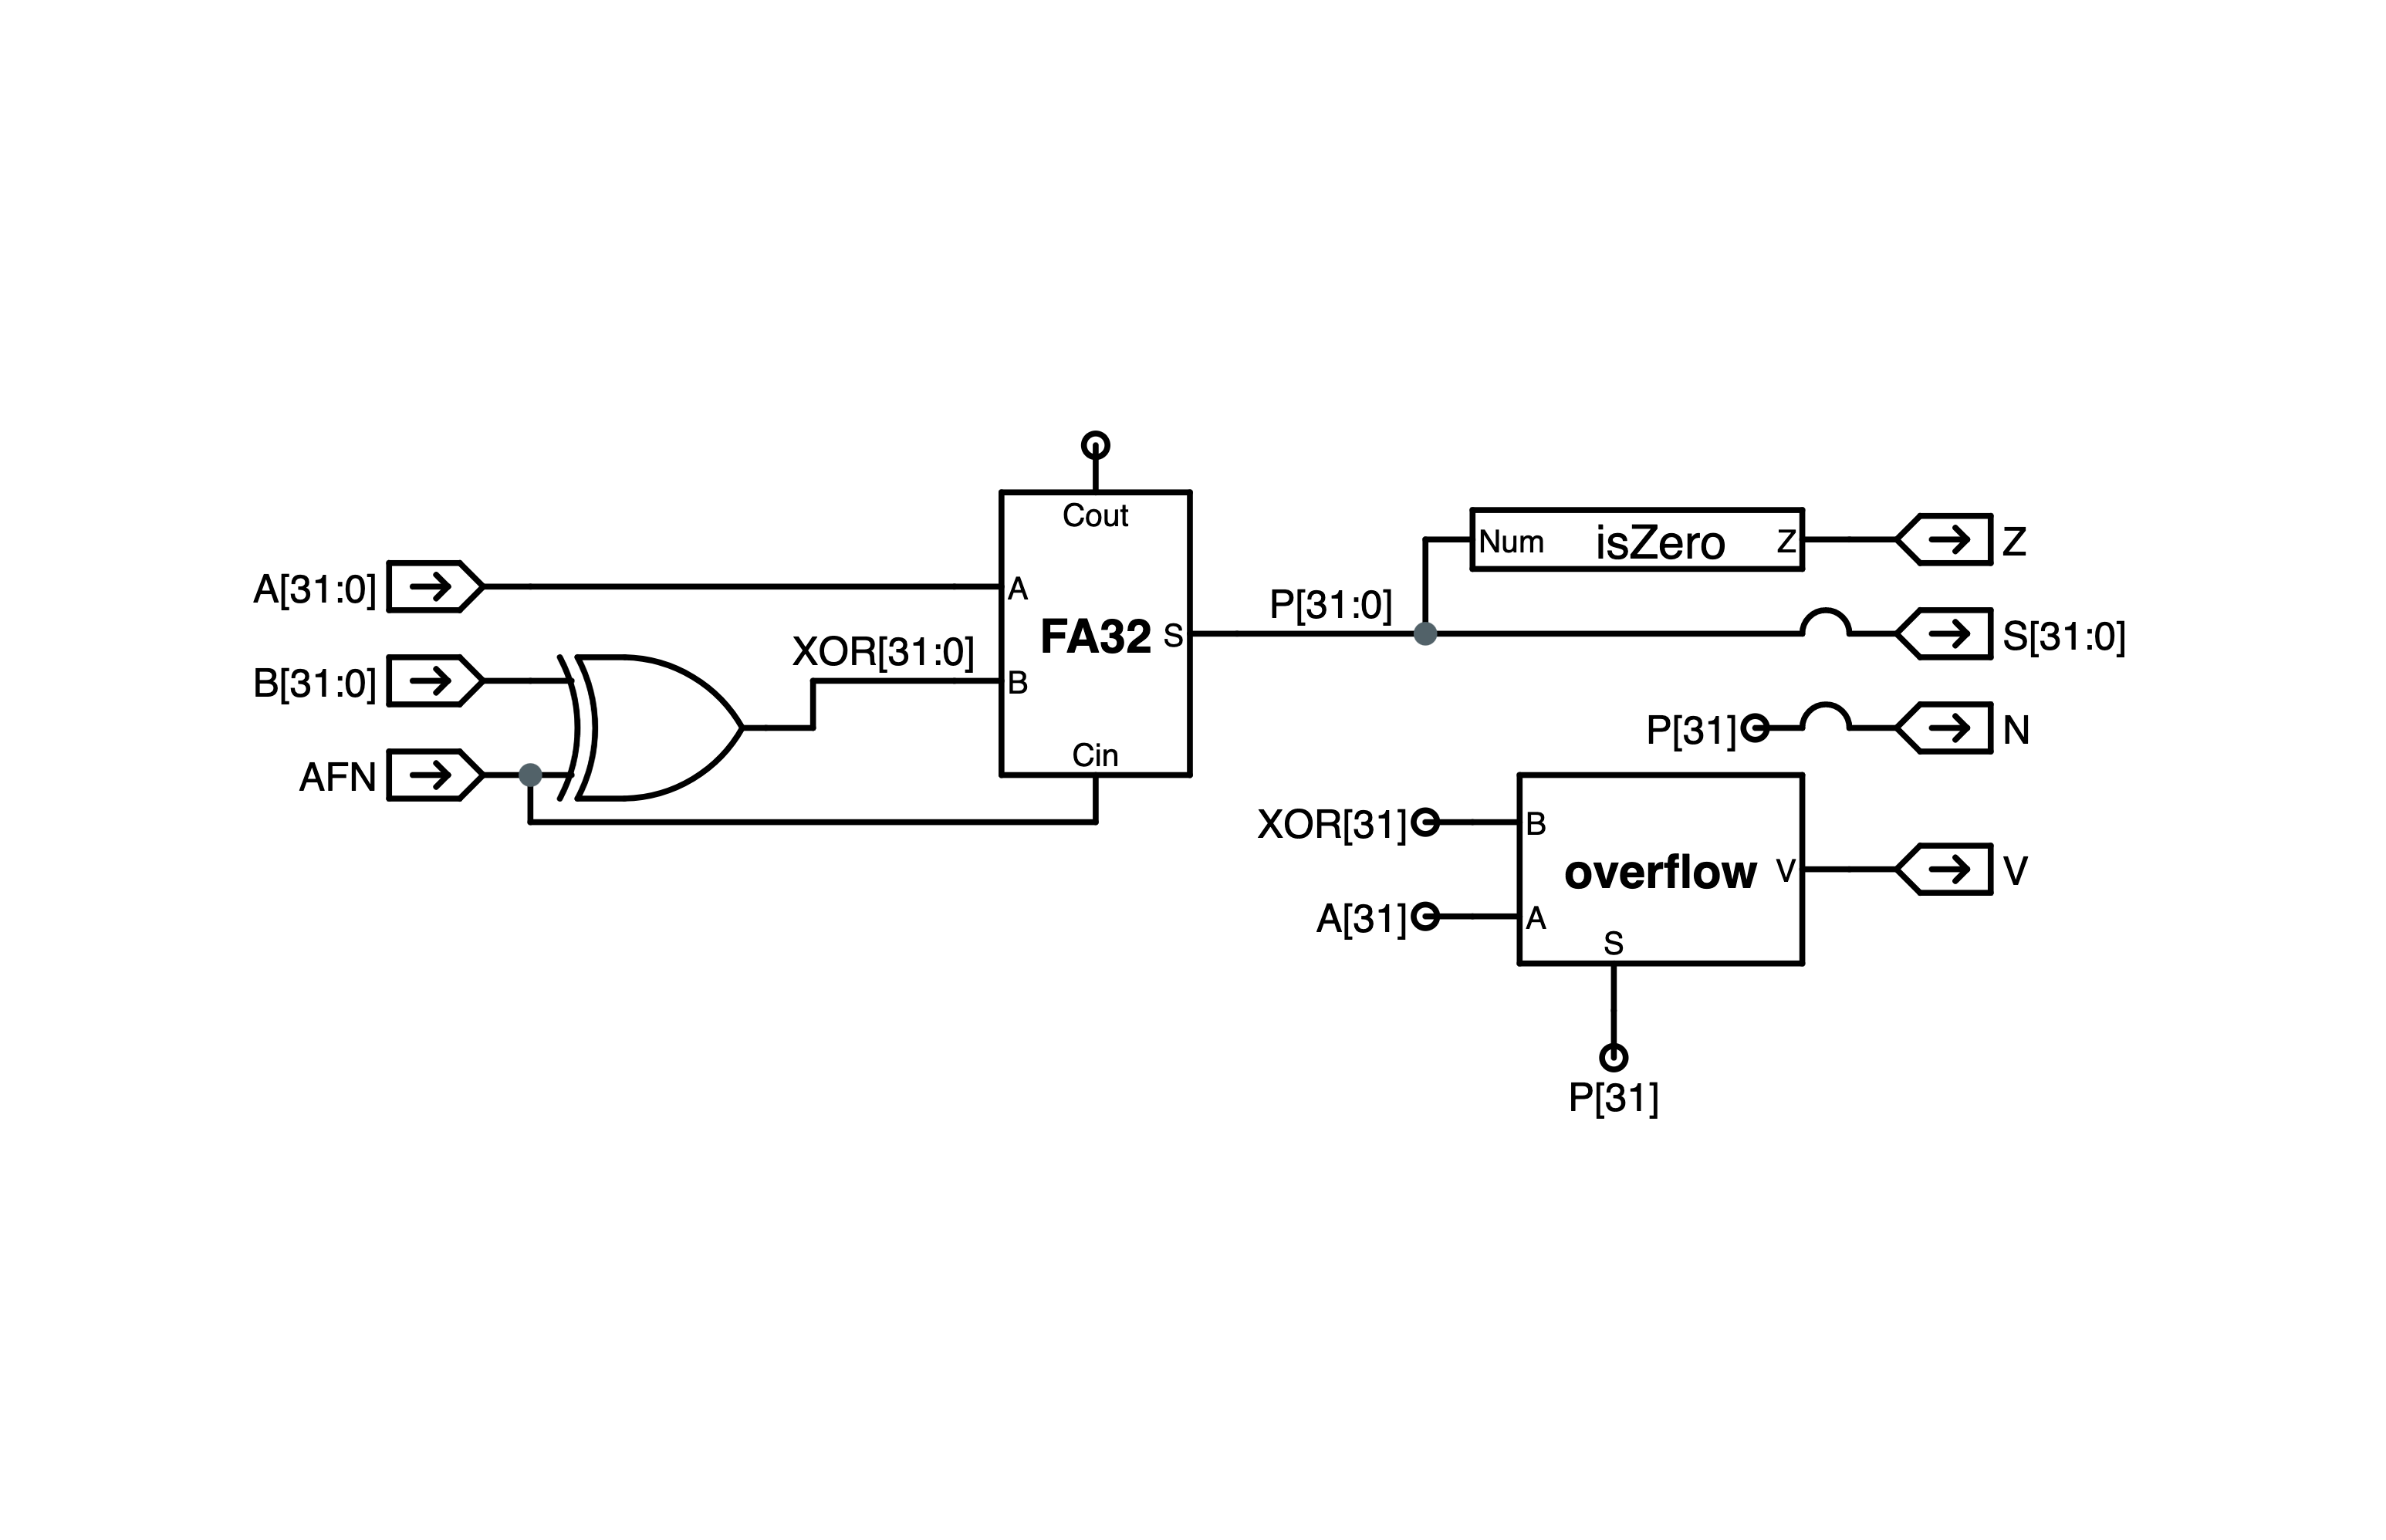 Cout
A[31:0]
A
B[31:0]
XOR[31:0]
B
AFN
FA32
S
Cin
P[31:0]
Num
isZero
Z
Z
S[31:0]
P[31]
N
XOR[31]
B
overflow
V
V
A[31]
A
S
P[31]